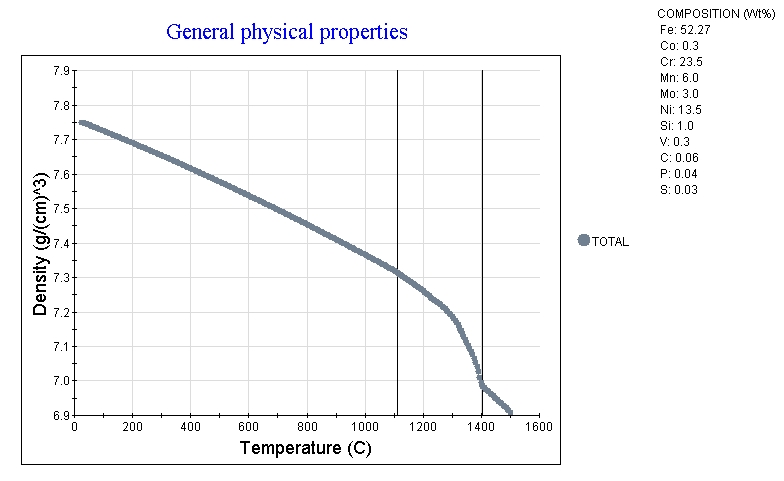 General physical properties
COMPOSITION (Wt%)
Fe: 52.27
Co: 0.3
Cr: 23.5
Mn: 6.0
Mo: 3.0
Ni: 13.5
Si: 1.0
V: 0.3
C: 0.06
P: 0.04
S: 0.03
TOTAL
Density (g/(cm)^3)
7.9
7.8
7.7
7.6
7.5
7.4
7.3
7.2
7.1
7.0
6.9
0 200 400 600 800 1000 1200 1400 1600
Temperature (C)